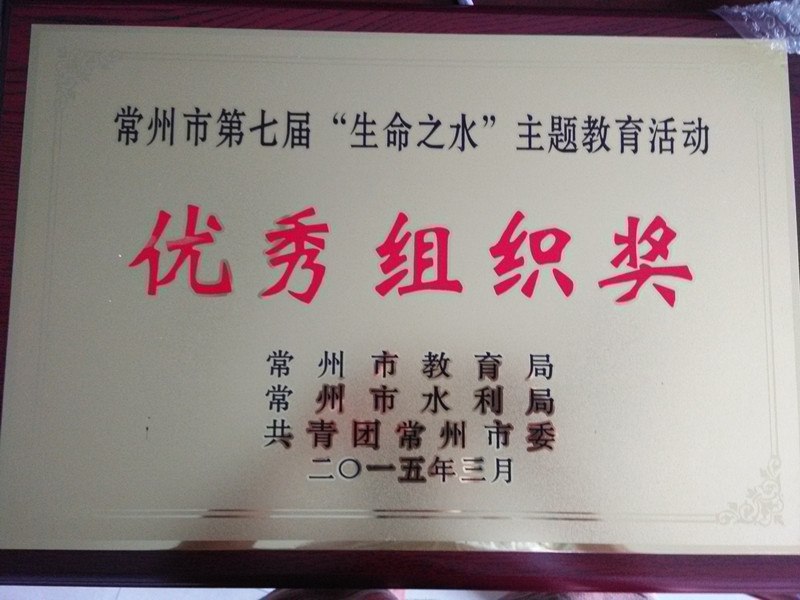 常州市第七届“生命之水”主题教育活动
优秀组织奖
常州市教育局
常州市水利局
共青团常州市委
二〇一五年三月